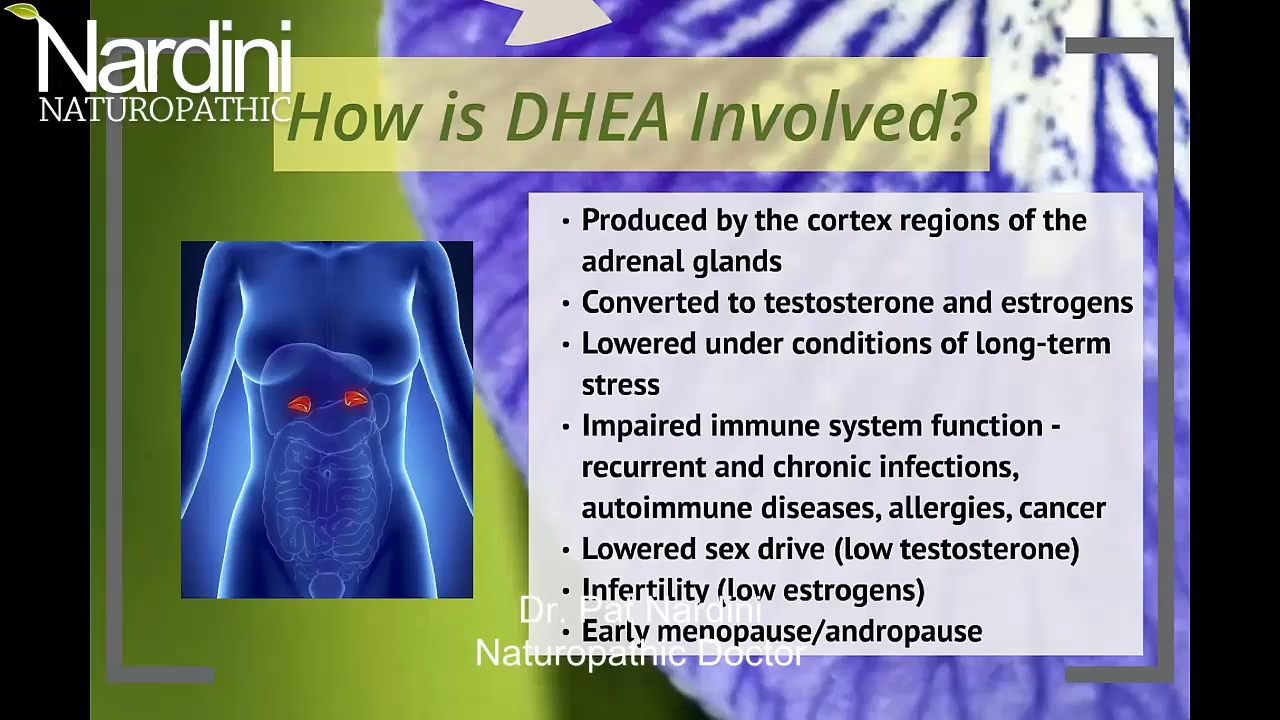 Nardini
NATUROPATHIC
How is DHEA Involved?
• Produced by the cortex regions of the
adrenal glands
• Converted to testosterone and estrogens
• Lowered under conditions of long-term
stress
• Impaired immune system function -
recurrent and chronic infections,
autoimmune diseases, allergies, cancer
• Lowered sex drive (low testosterone)
• Infertility (low estrogens)
• Early menopause/andropause
Dr. Pat Nardini
Naturopathic Doctor